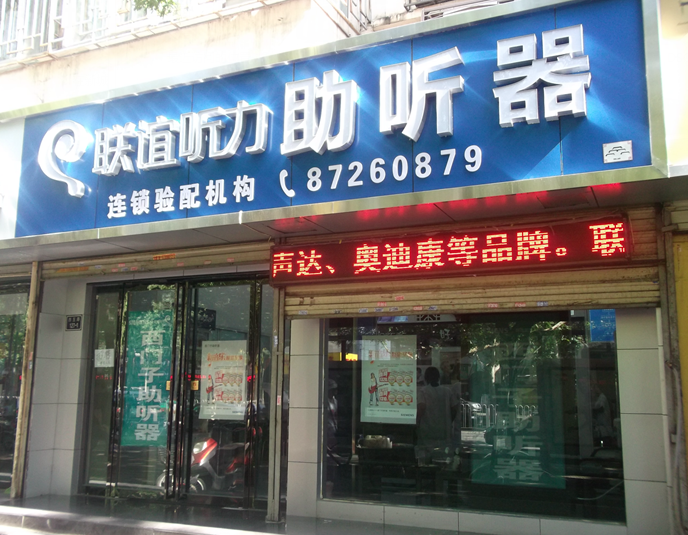 联谊听力 助听器
连锁验配机构 87260879
声达、奥迪康等品牌。联
西门子助听器